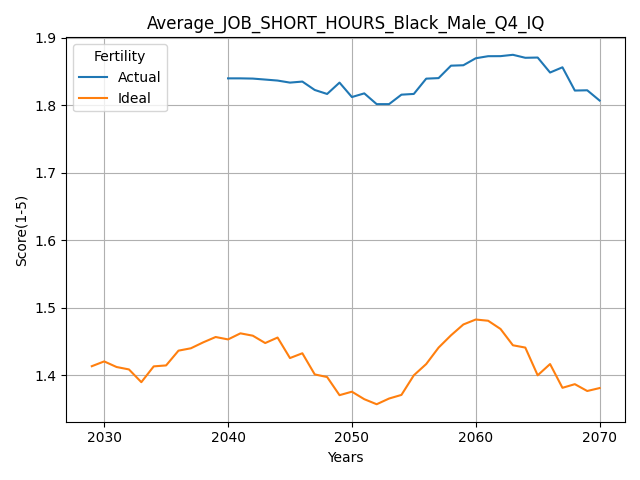 Average_JOB_SHORT_HOURS_Black_Male_Q4_IQ
Fertility
Actual
Ideal
1.9
1.8
1.7
1.6
1.5
1.4
Score(1-5)
2030 2040 2050 2060 2070
Years